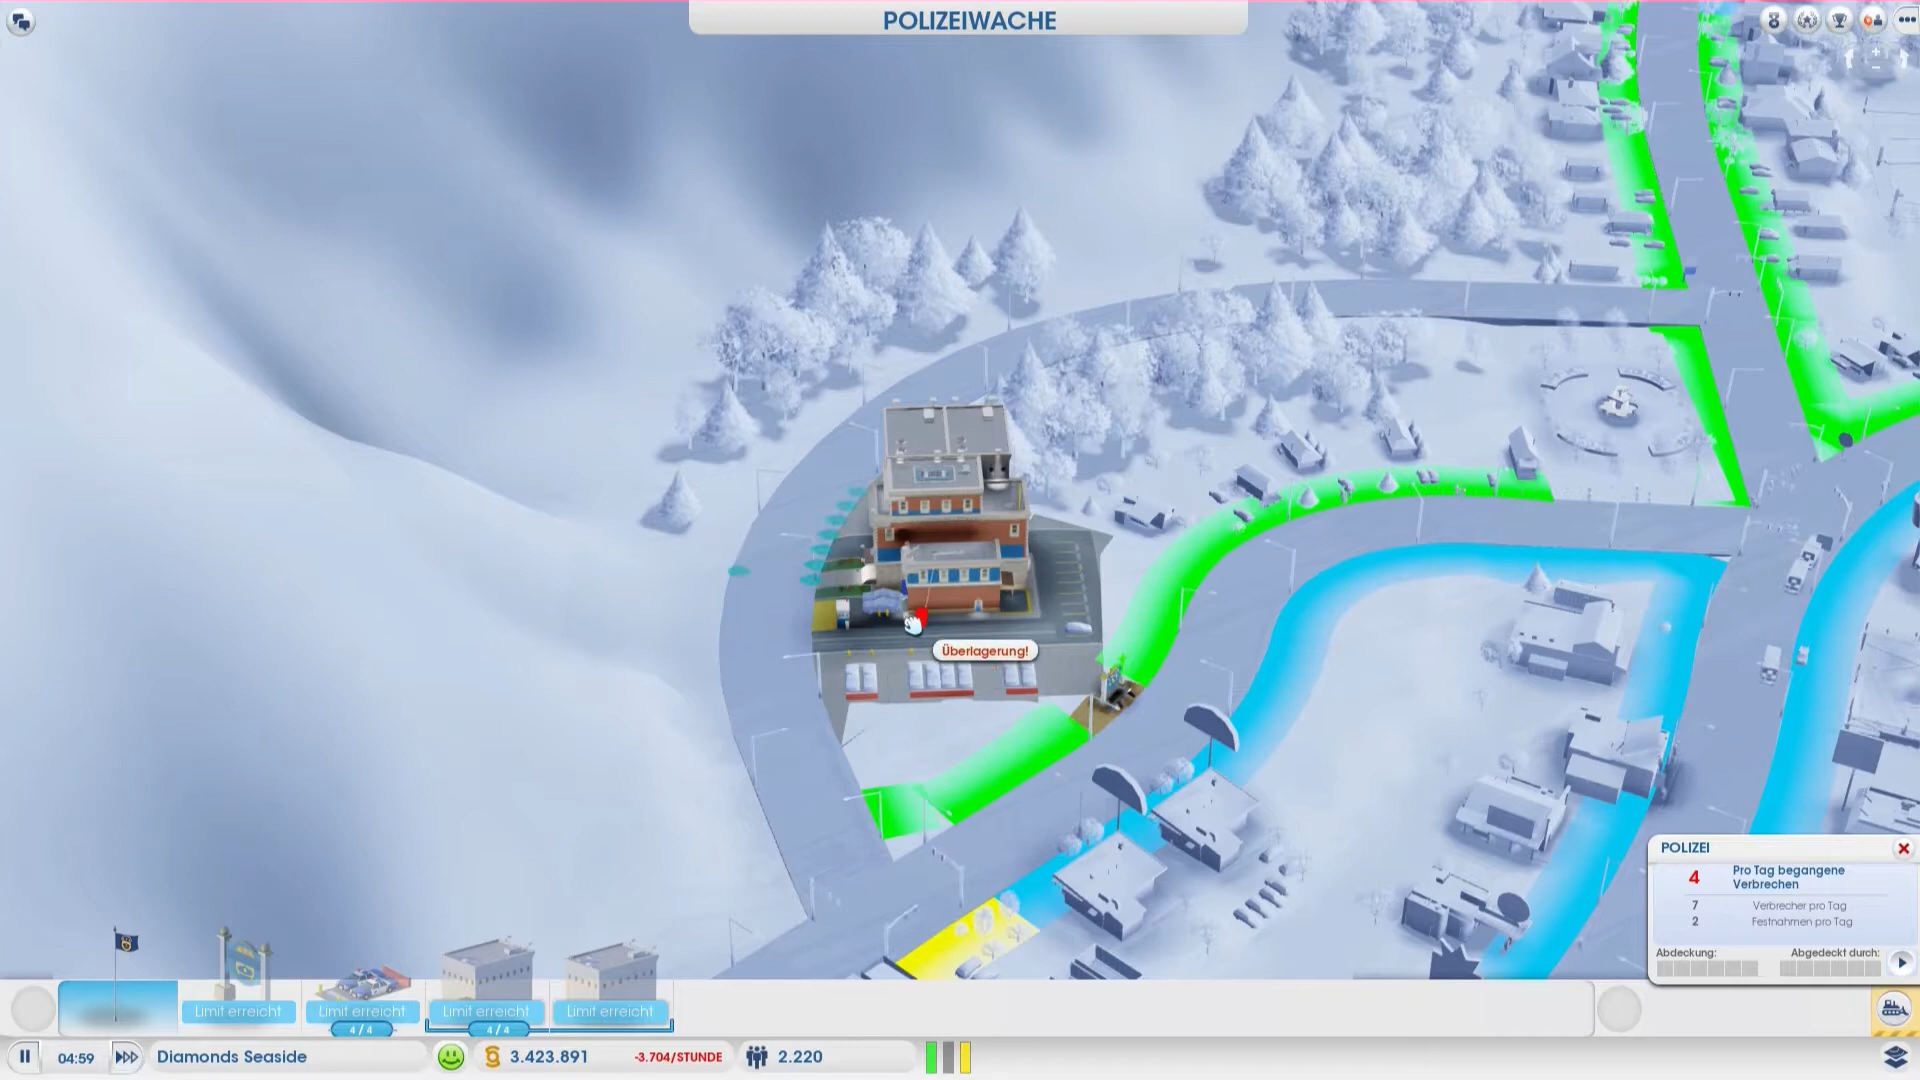 POLIZEIWACHE
Überlagerung!
POLIZEI
4 Pro Tag begangene
Verbrechen
7 Verbrecher pro Tag
2 Festnahmen pro Tag
Abdeckung: Abgedeckt durch:
Limit erreicht
Limit erreicht
4 / 4
Limit erreicht
4 / 4
Limit erreicht
04:59 Diamonds Seaside 3.423.891 -3.704/STUNDE 2.220